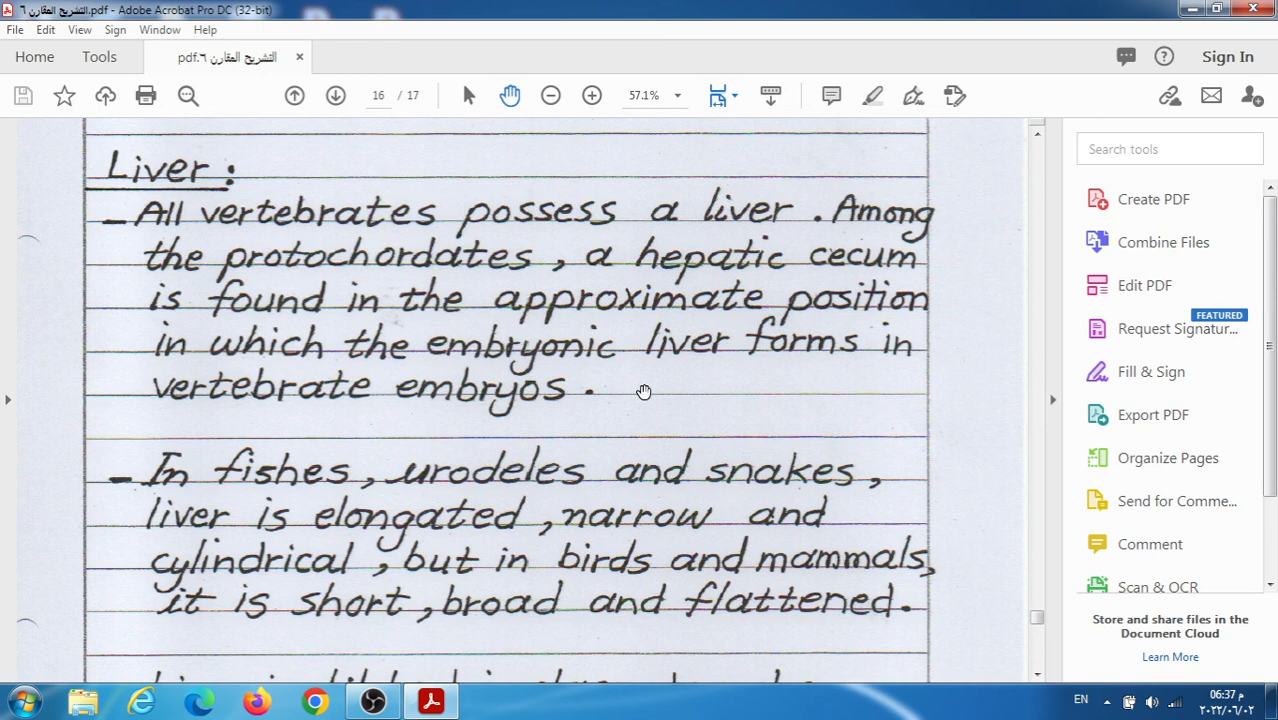 التشريح المقارن ٦.pdf - Adobe Acrobat Pro DC (32-bit)
File Edit View Sign Window Help
Home Tools التشريح المقارن ٦.pdf × Sign In
16 / 17 57.1%
Liver :
- All vertebrates possess a liver . Among
the protochordates , a hepatic cecum
is found in the approximate position
in which the embryonic liver forms in
vertebrate embryos .
- In fishes , urodeles and snakes ,
liver is elongated , narrow and
cylindrical , but in birds and mammals,
it is short , broad and flattened .
Search tools
Create PDF
Combine Files
Edit PDF
FEATURED
Request Signatur...
Fill & Sign
Export PDF
Organize Pages
Send for Comme...
Comment
Scan & OCR
Store and share files in the
Document Cloud
Learn More
EN
06:37 م
٢٠٢٢/٠٦/٠٢